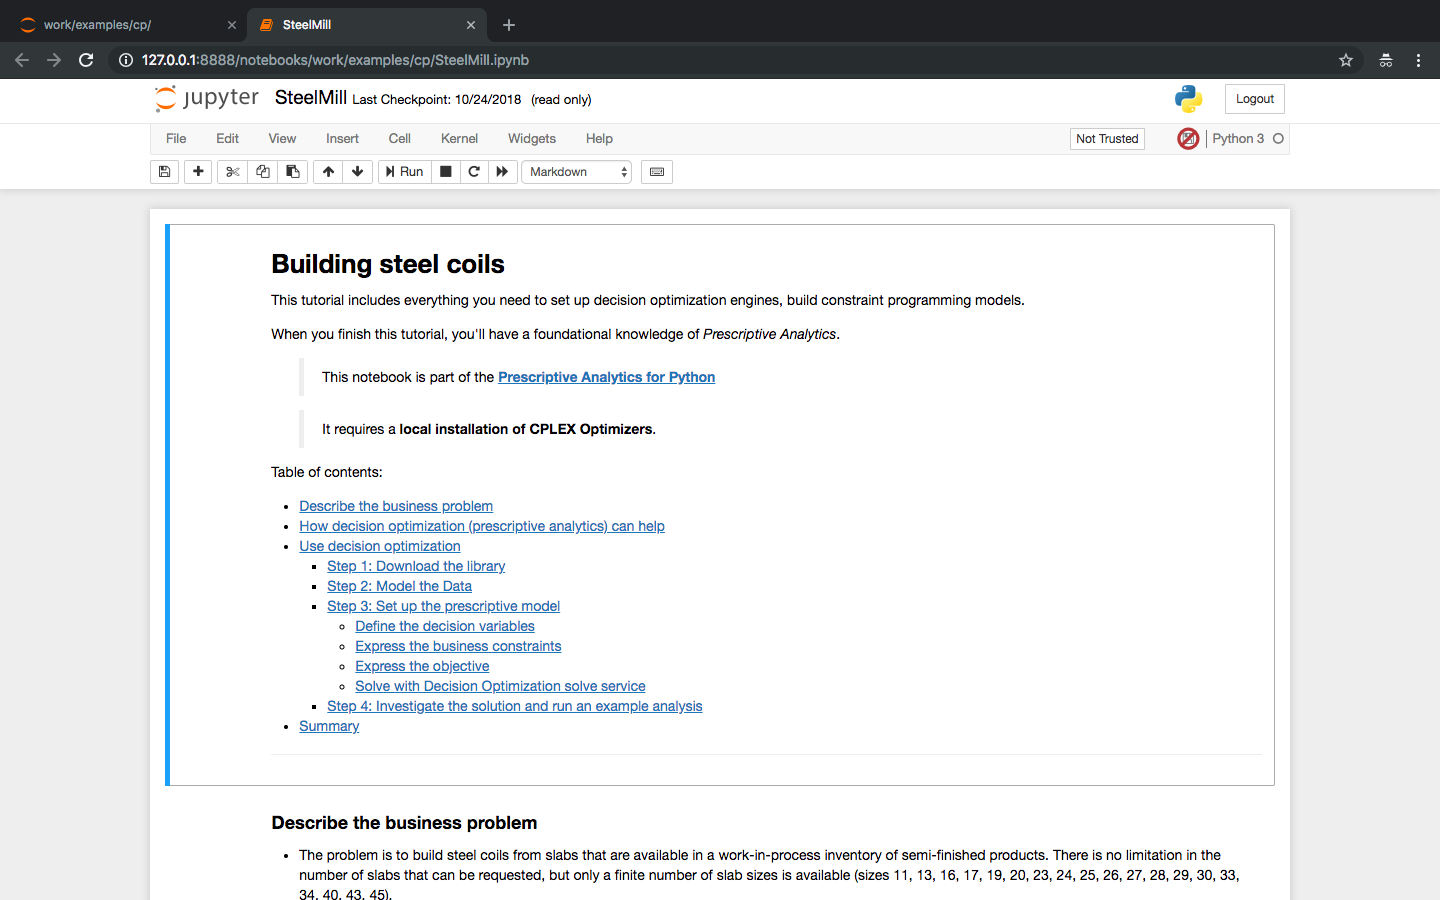 work/examples/cp/
SteelMill
127.0.0.1:8888/notebooks/work/examples/cp/SteelMill.ipynb
jupyter SteelMill Last Checkpoint: 10/24/2018 (read only)
Logout
File Edit View Insert Cell Kernel Widgets Help
Not Trusted
Python 3
Run
Markdown
Building steel coils
This tutorial includes everything you need to set up decision optimization engines, build constraint programming models.
When you finish this tutorial, you'll have a foundational knowledge of Prescriptive Analytics.
This notebook is part of the Prescriptive Analytics for Python
It requires a local installation of CPLEX Optimizers.
Table of contents:
• Describe the business problem
• How decision optimization (prescriptive analytics) can help
• Use decision optimization
▪ Step 1: Download the library
▪ Step 2: Model the Data
▪ Step 3: Set up the prescriptive model
◦ Define the decision variables
◦ Express the business constraints
◦ Express the objective
◦ Solve with Decision Optimization solve service
▪ Step 4: Investigate the solution and run an example analysis
• Summary
Describe the business problem
• The problem is to build steel coils from slabs that are available in a work-in-process inventory of semi-finished products. There is no limitation in the
number of slabs that can be requested, but only a finite number of slab sizes is available (sizes 11, 13, 16, 17, 19, 20, 23, 24, 25, 26, 27, 28, 29, 30, 33,
34, 40, 43, 45).